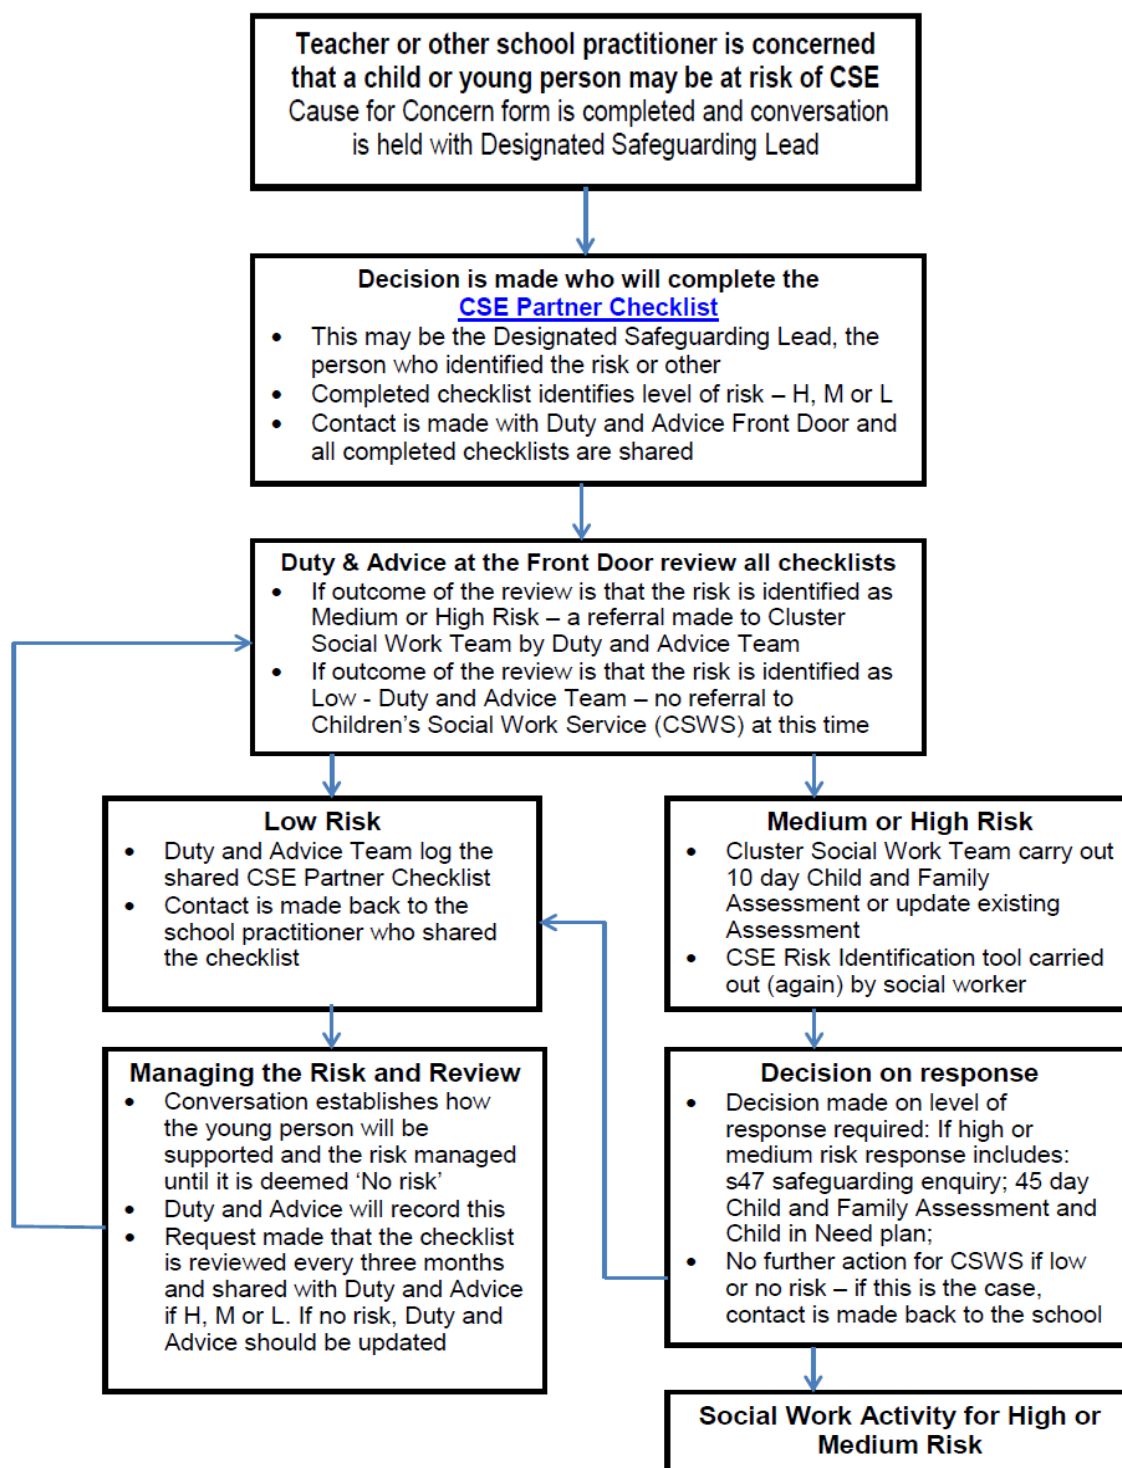 Teacher or other school practitioner is concerned
that a child or young person may be at risk of CSE
Cause for Concern form is completed and conversation
is held with Designated Safeguarding Lead
Decision is made who will complete the
CSE Partner Checklist
• This may be the Designated Safeguarding Lead, the
person who identified the risk or other
• Completed checklist identifies level of risk – H, M or L
• Contact is made with Duty and Advice Front Door and
all completed checklists are shared
Duty & Advice at the Front Door review all checklists
• If outcome of the review is that the risk is identified as
Medium or High Risk – a referral made to Cluster
Social Work Team by Duty and Advice Team
• If outcome of the review is that the risk is identified as
Low - Duty and Advice Team – no referral to
Children's Social Work Service (CSWS) at this time
Low Risk
• Duty and Advice Team log the
shared CSE Partner Checklist
• Contact is made back to the
school practitioner who shared
the checklist
Medium or High Risk
• Cluster Social Work Team carry out
10 day Child and Family
Assessment or update existing
Assessment
• CSE Risk Identification tool carried
out (again) by social worker
Managing the Risk and Review
• Conversation establishes how
the young person will be
supported and the risk managed
until it is deemed 'No risk'
• Duty and Advice will record this
• Request made that the checklist
is reviewed every three months
and shared with Duty and Advice
if H, M or L. If no risk, Duty and
Advice should be updated
Decision on response
• Decision made on level of
response required: If high or
medium risk response includes:
s47 safeguarding enquiry; 45 day
Child and Family Assessment and
Child in Need plan;
• No further action for CSWS if low
or no risk – if this is the case,
contact is made back to the school
Social Work Activity for High or
Medium Risk